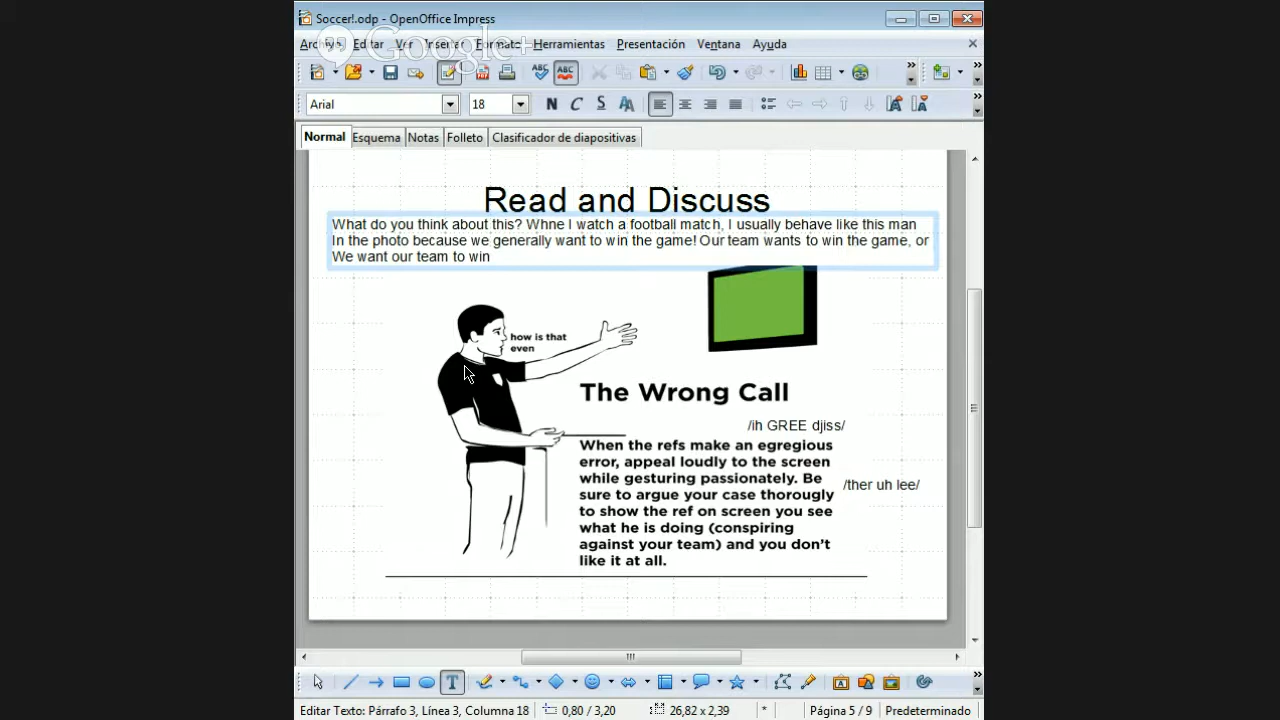 Soccer!.odp - OpenOffice Impress
Archivo Editar Ver Insertar Formato Herramientas Presentación Ventana Ayuda
Google+
ABC ABC
Arial 18 N C S A
Normal Esquema Notas Folleto Clasificador de diapositivas
Read and Discuss
What do you think about this? Whne I watch a football match, I usually behave like this man
In the photo because we generally want to win the game! Our team wants to win the game, or
We want our team to win
how is that
even
The Wrong Call
/ih GREE djiss/
When the refs make an egregious
error, appeal loudly to the screen
while gesturing passionately. Be
sure to argue your case thorougly
/ther uh lee/
to show the ref on screen you see
what he is doing (conspiring
against your team) and you don't
like it at all.
Editar Texto: Párrafo 3, Línea 3, Columna 18 0,80 / 3,20 26,82 x 2,39 * Página 5 / 9 Predeterminado